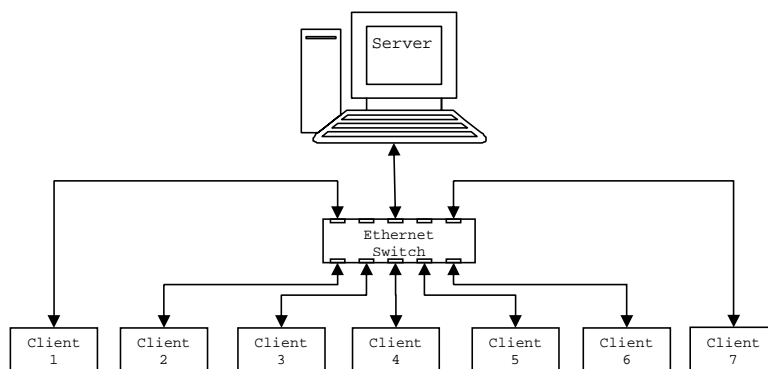 Server
Ethernet
Switch
Client
1
Client
2
Client
3
Client
4
Client
5
Client
6
Client
7